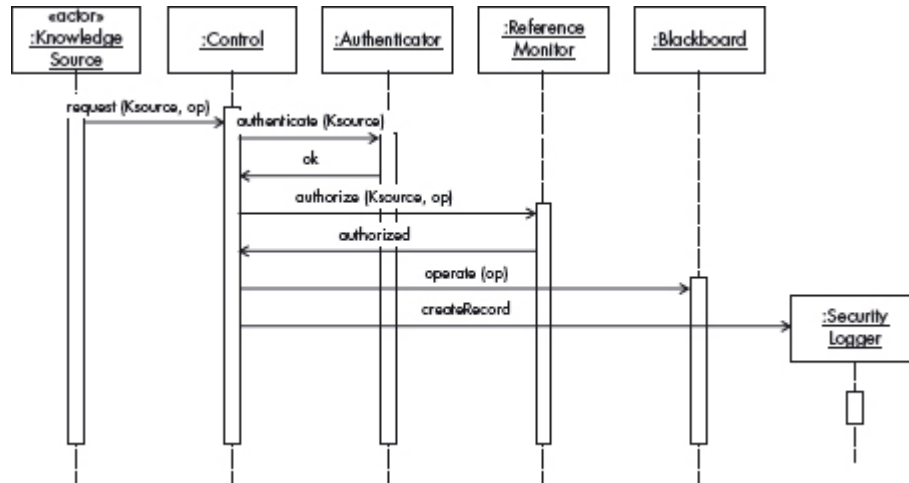 «actor»
:Knowledge
Source
:Control
:Authenticator
:Reference
Monitor
:Blackboard
request (Ksource, op)
authenticate (Ksource)
ok
authorize (Ksource, op)
authorized
operate (op)
createRecord
:Security
Logger